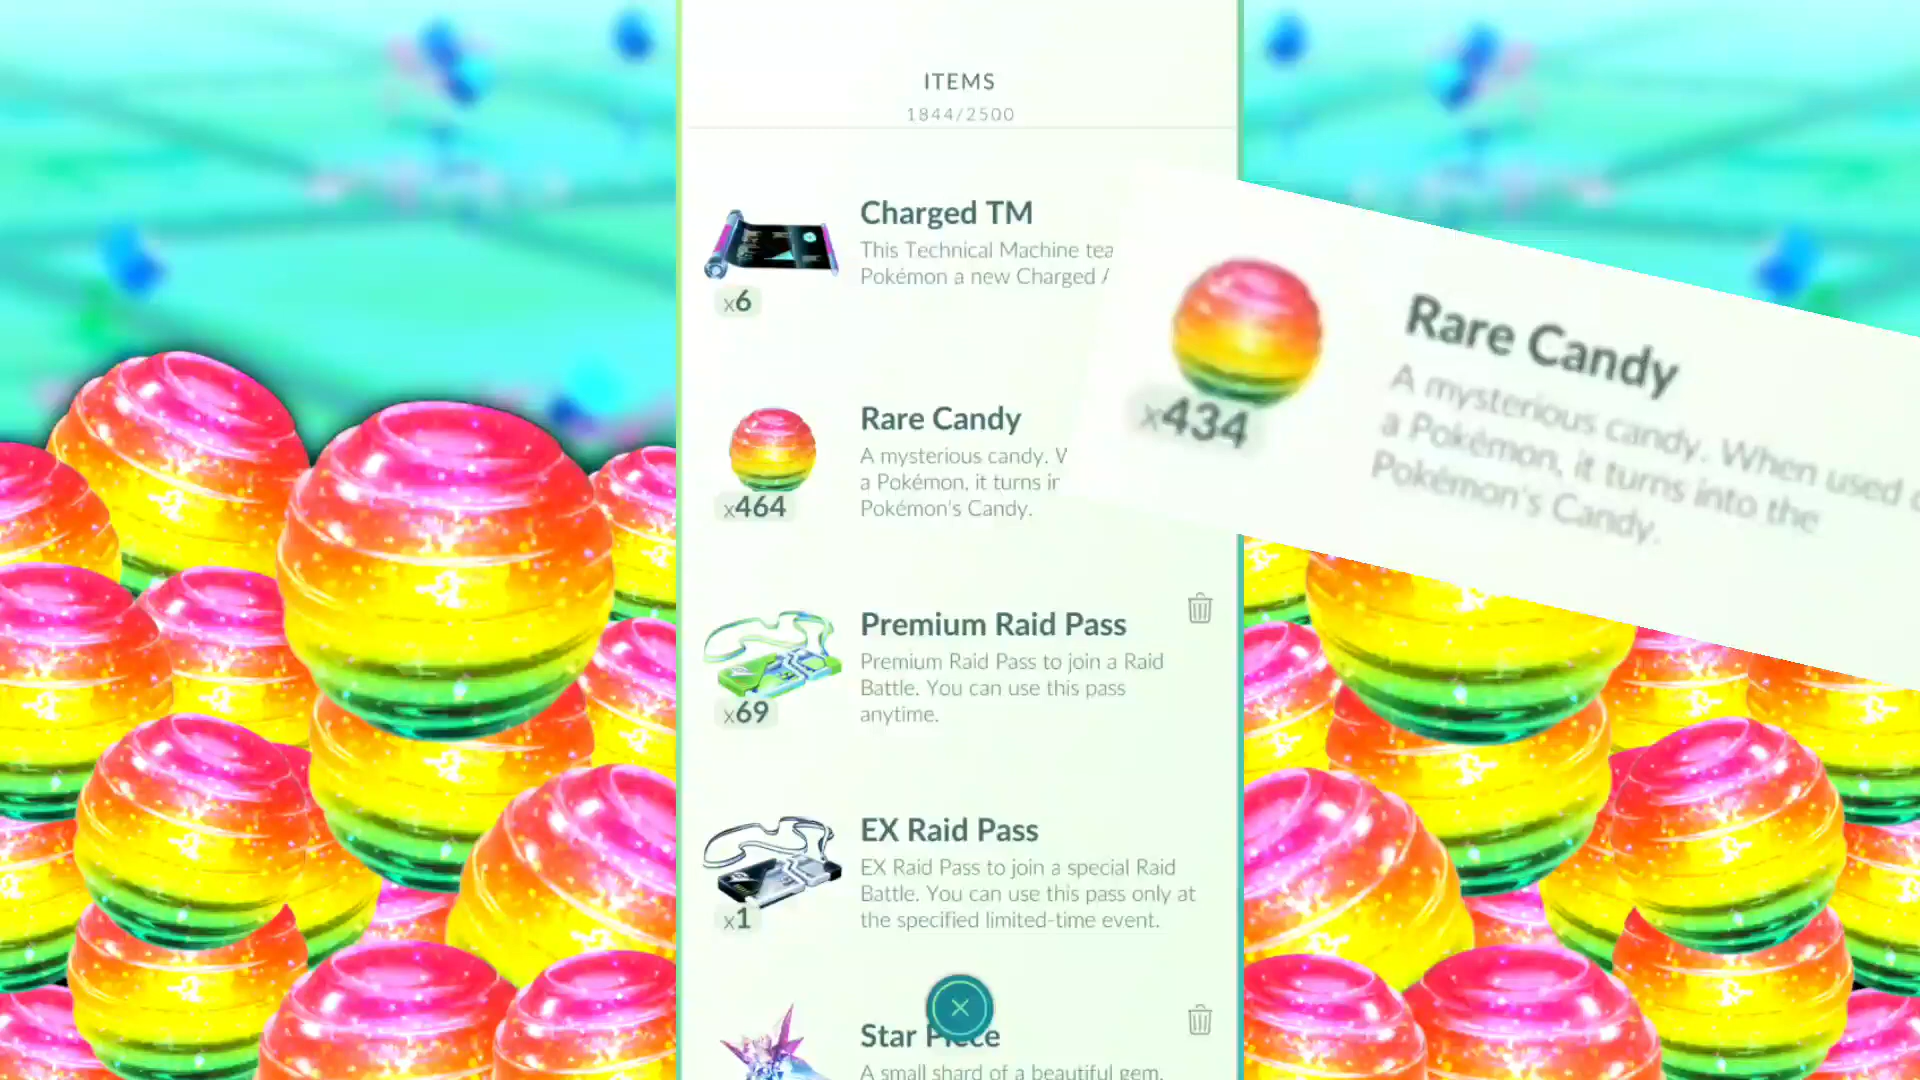 ITEMS
1844/2500
Charged TM
This Technical Machine tea
Pokémon a new Charged
x6
Rare Candy
A mysterious candy.
a Pokémon, it turns
Pokémon's Candy.
x464
Rare Candy
A mysterious candy. When used
a Pokémon, it turns into the
Pokémon's Candy.
x434
Premium Raid Pass
Premium Raid Pass to join a Raid
Battle. You can use this pass
anytime.
x69
EX Raid Pass
EX Raid Pass to join a special Raid
Battle. You can use this pass only at
the specified limited-time event.
x1
Star Piece
A small shard of a beautiful gem.